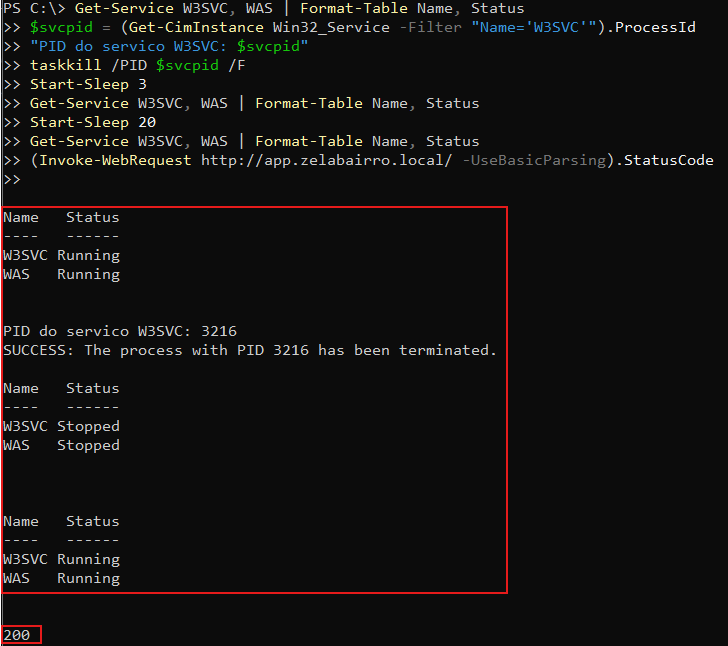 PS C:\> Get-Service W3SVC, WAS | Format-Table Name, Status
>> $svcpid = (Get-CimInstance Win32_Service -Filter "Name='W3SVC'").ProcessId
>> "PID do servico W3SVC: $svcpid"
>> taskkill /PID $svcpid /F
>> Start-Sleep 3
>> Get-Service W3SVC, WAS | Format-Table Name, Status
>> Start-Sleep 20
>> Get-Service W3SVC, WAS | Format-Table Name, Status
>> (Invoke-WebRequest http://app.zelabairro.local/ -UseBasicParsing).StatusCode
>>
Name   Status
----   ------
W3SVC Running
WAS   Running
PID do servico W3SVC: 3216
SUCCESS: The process with PID 3216 has been terminated.
Name   Status
----   ------
W3SVC Stopped
WAS   Stopped
Name   Status
----   ------
W3SVC Running
WAS   Running
200